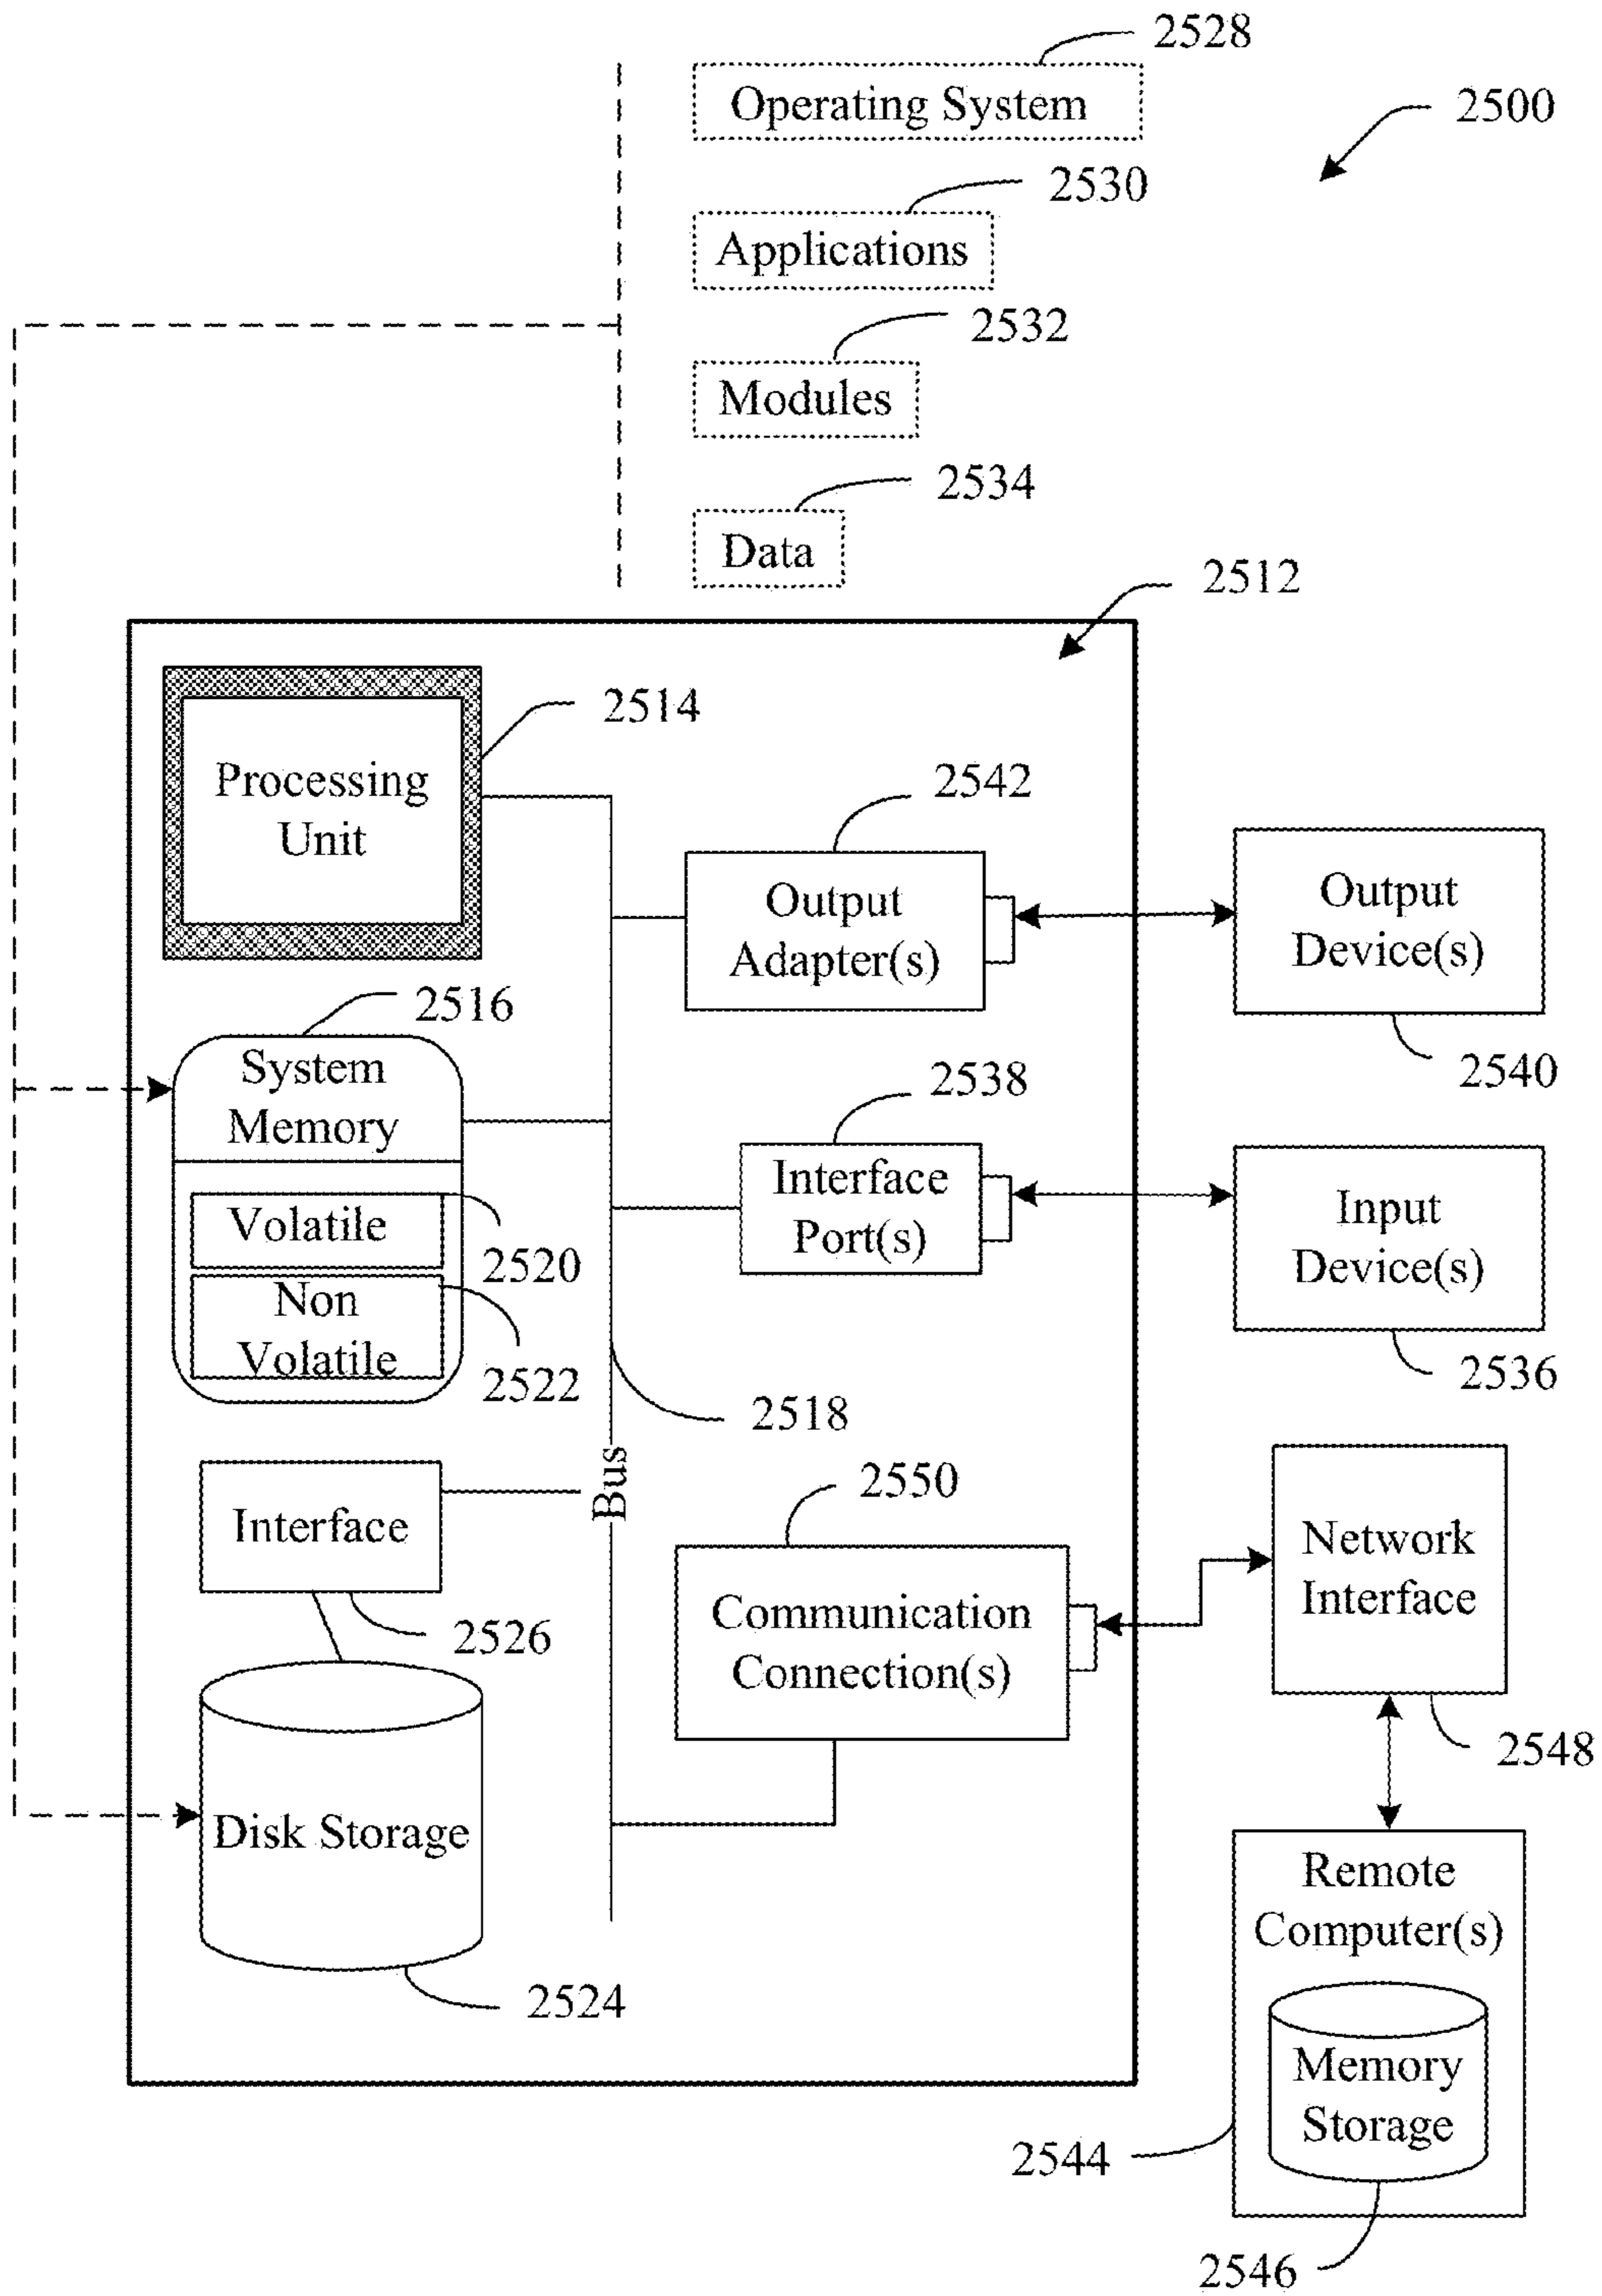 2528
Operating System
2500
2530
Applications
2532
Modules
2534
Data
2512
2514
Processing
Unit
2542
Output
Adapter(s)
Output
Device(s)
2540
2516
System
Memory
2538
Interface
Port(s)
Input
Device(s)
2536
Volatile
2520
Non
Volatile
2522
2518
Bus
Interface
2526
2550
Communication
Connection(s)
Network
Interface
2548
Disk Storage
2524
Remote
Computer(s)
Memory
Storage
2544
2546